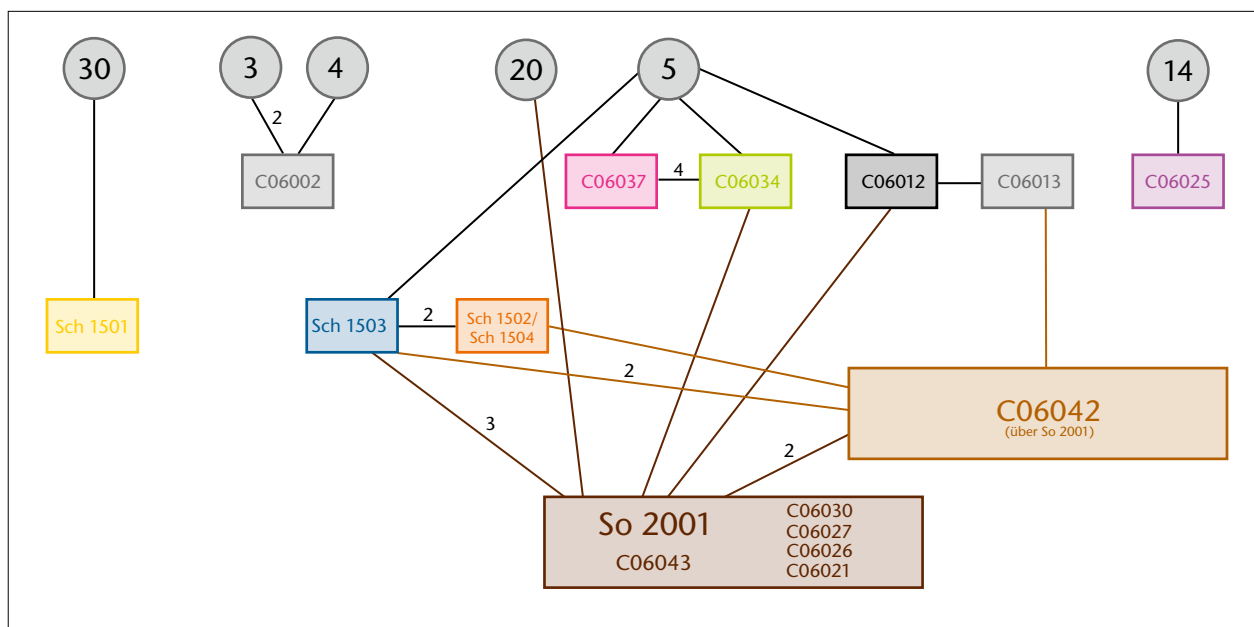 30
3
4
20
5
14
2
C06002
C06037
4
C06034
C06012
C06013
C06025
Sch 1501
Sch 1503
2
Sch 1502/
Sch 1504
2
3
2
C06042
(über So 2001)
So 2001
C06043
C06030
C06027
C06026
C06021